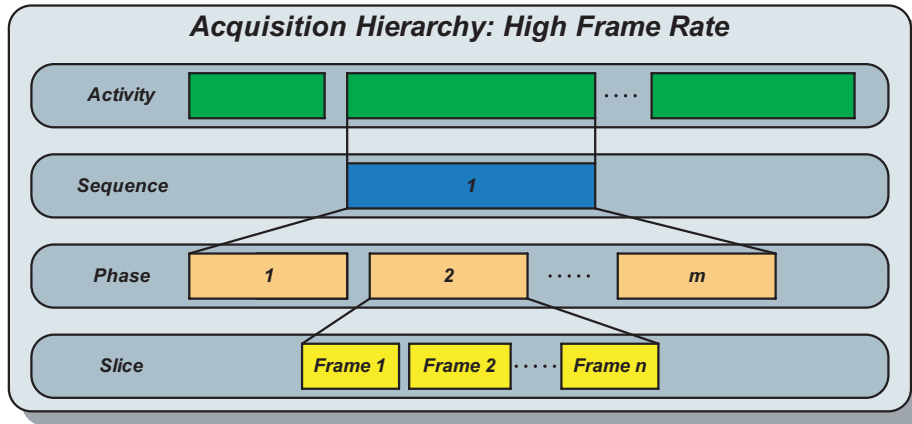 Acquisition Hierarchy: High Frame Rate
Activity
....
Sequence
1
Phase
1 2 ..... m
Slice
Frame 1 Frame 2 ..... Frame n